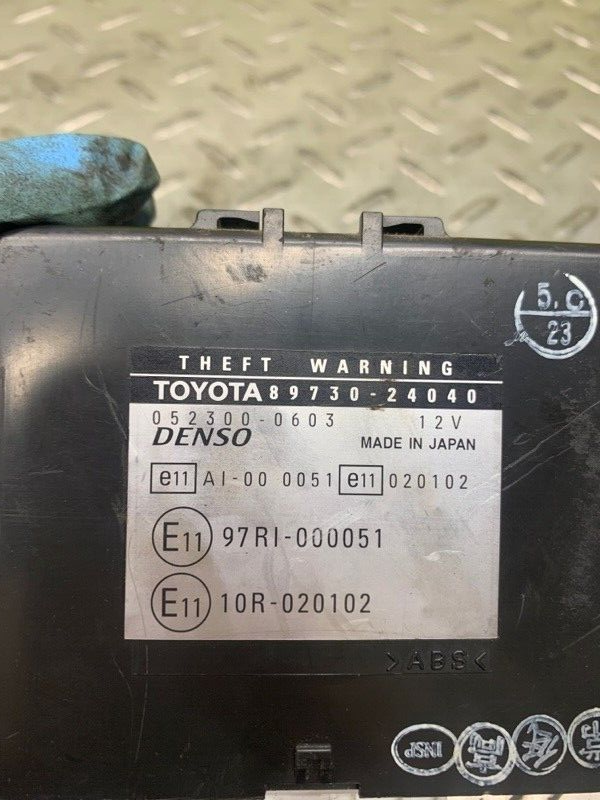 5.C
23
THEFT WARNING
TOYOTA 89730-24040
052300-0603 12V
DENSO MADE IN JAPAN
e11 AI-00 0051 e11 020102
E11 97RI-000051
E11 10R-020102
>ABS<
INSP